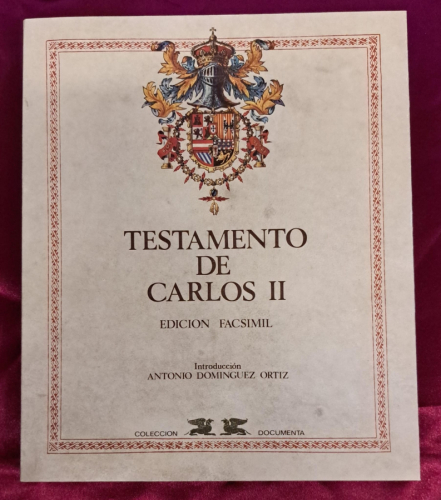 TESTAMENTO
DE
CARLOS II
EDICION FACSIMIL
Introducción
ANTONIO DOMINGUEZ ORTIZ
COLECCION DOCUMENTA